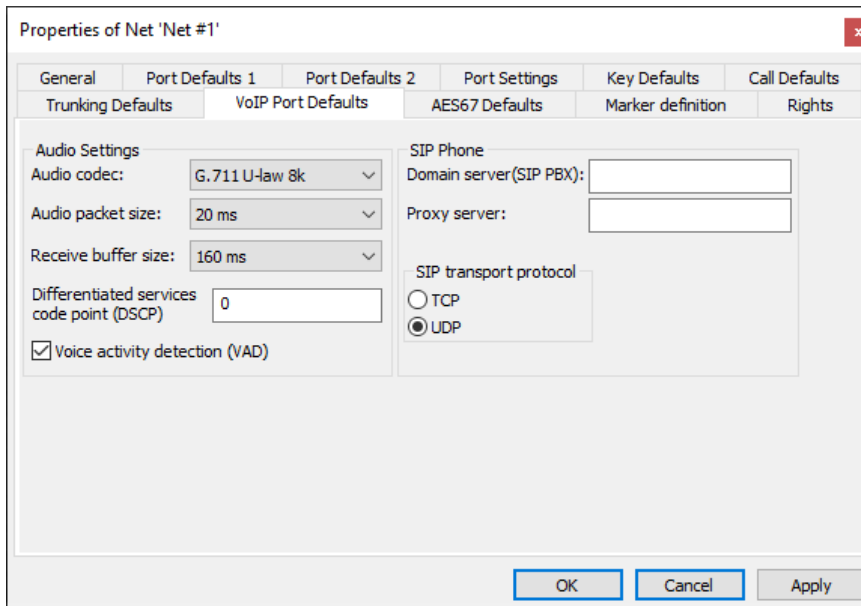 Properties of Net 'Net #1'
x
General Port Defaults 1 Port Defaults 2 Port Settings Key Defaults Call Defaults
Trunking Defaults VoIP Port Defaults AES67 Defaults Marker definition Rights
Audio Settings
Audio codec: G.711 U-law 8k
Audio packet size: 20 ms
Receive buffer size: 160 ms
Differentiated services
code point (DSCP) 0
Voice activity detection (VAD)
SIP Phone
Domain server(SIP PBX):
Proxy server:
SIP transport protocol
TCP
UDP
OK Cancel Apply